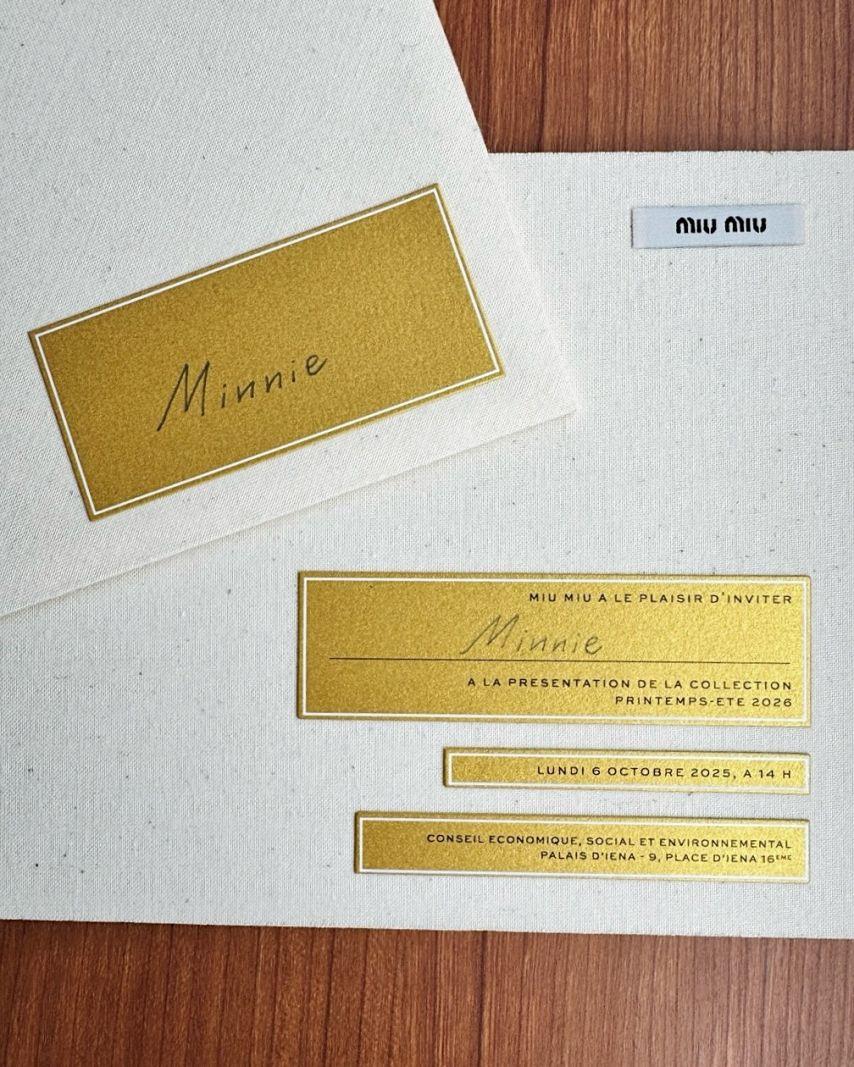 MIU MIU
Minnie
MIU MIU A LE PLAISIR D'INVITER
Minnie
A LA PRESENTATION DE LA COLLECTION
PRINTEMPS-ETE 2026
LUNDI 6 OCTOBRE 2025, A 14 H
CONSEIL ECONOMIQUE, SOCIAL ET ENVIRONNEMENTAL
PALAIS D'IENA - 9, PLACE D'IENA 16EME